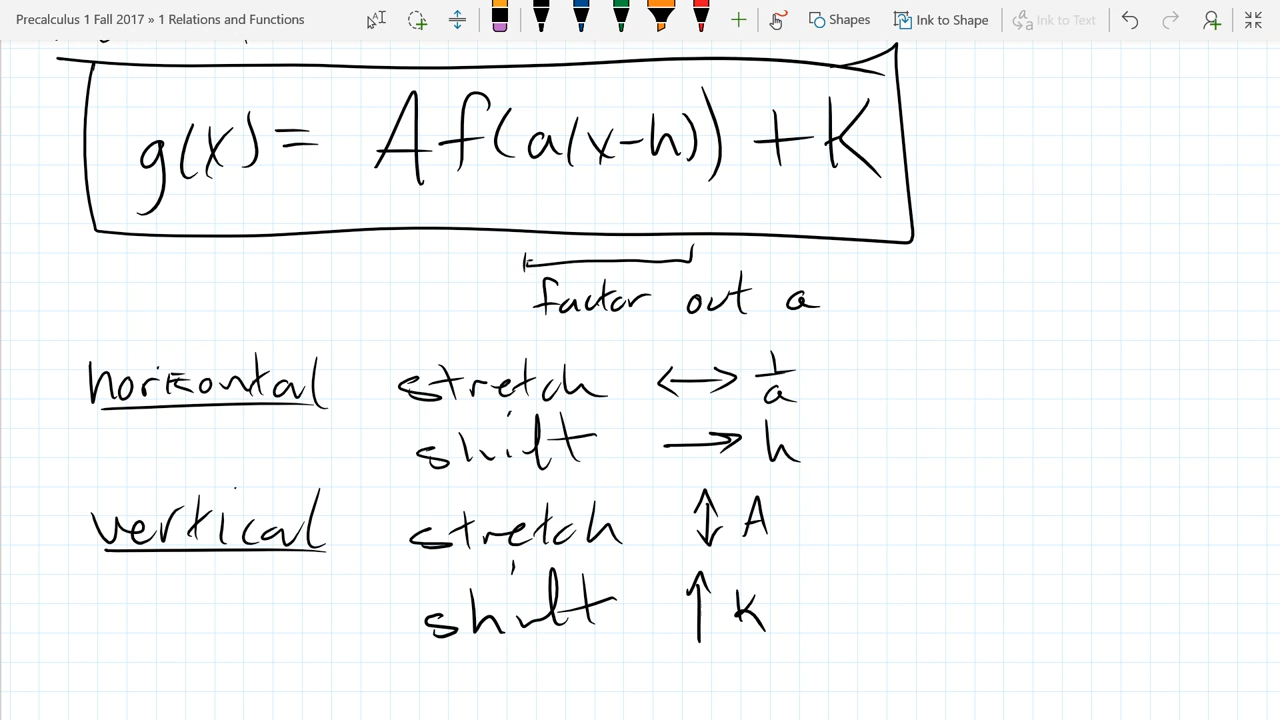 Precalculus 1 Fall 2017 » 1 Relations and Functions Shapes Ink to Shape Ink to Text
g(x) = Af(a(x-h)) + K
factor out a
horizontal stretch ↔ 1/a
shift → h
vertical stretch ↕ A
shift ↑ K